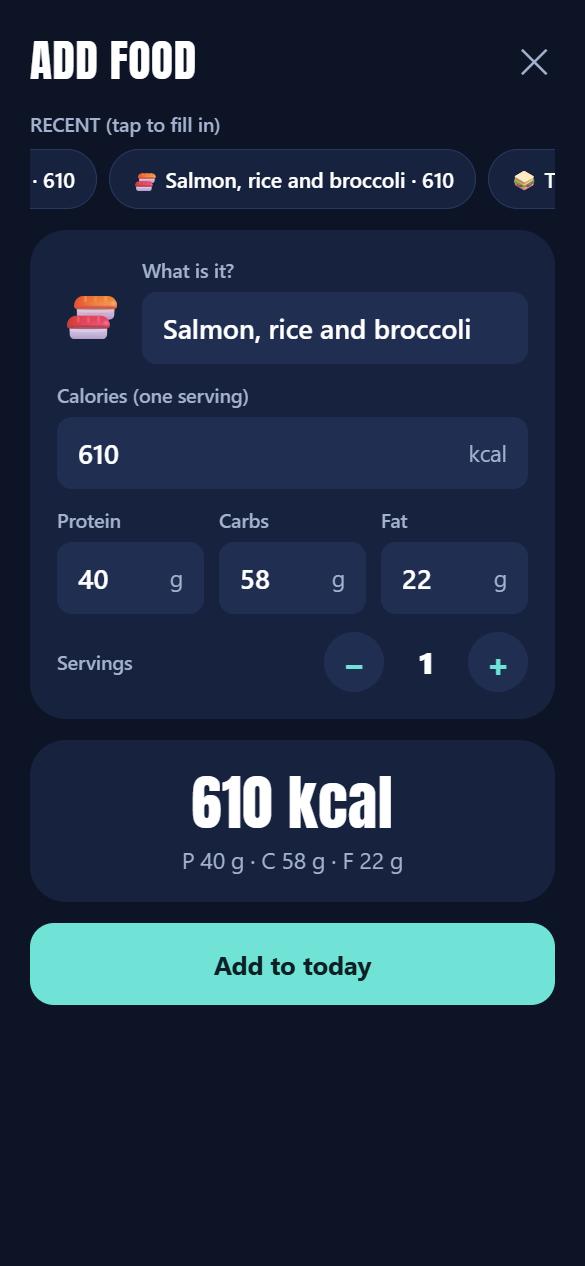 ADD FOOD
RECENT (tap to fill in)
· 610
Salmon, rice and broccoli · 610
T
What is it?
Salmon, rice and broccoli
Calories (one serving)
610 kcal
Protein Carbs Fat
40 g 58 g 22 g
Servings − 1 +
610 kcal
P 40 g · C 58 g · F 22 g
Add to today